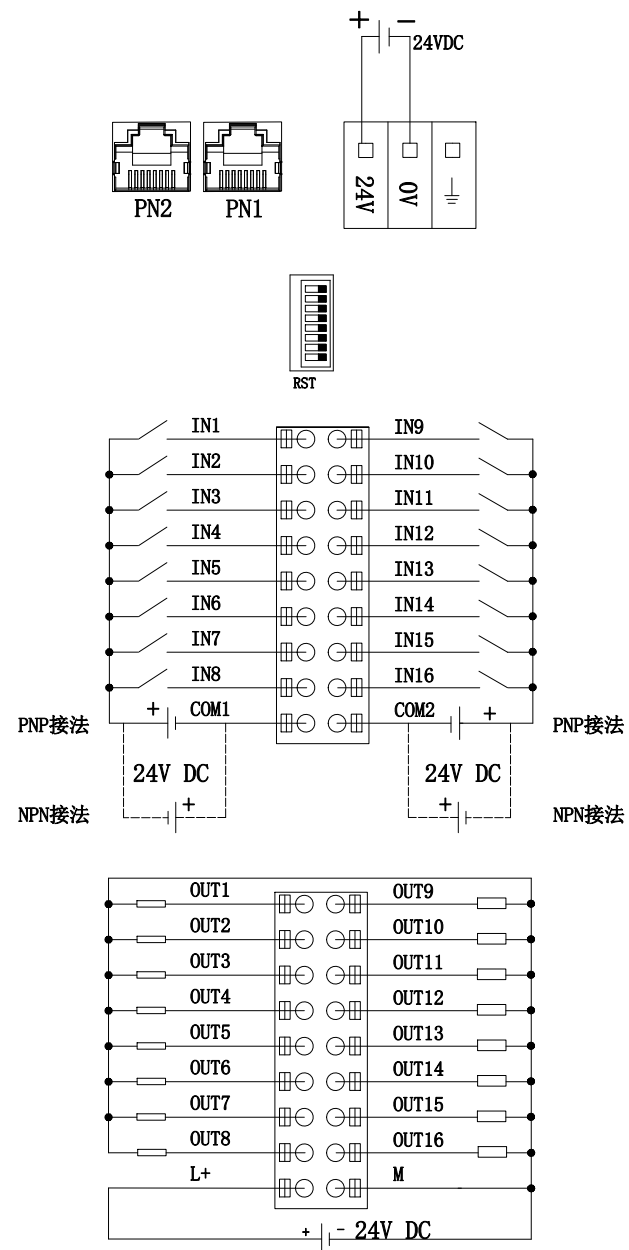 + −
24VDC
24V 0V
PN2 PN1
RST
IN1 IN9
IN2 IN10
IN3 IN11
IN4 IN12
IN5 IN13
IN6 IN14
IN7 IN15
IN8 IN16
PNP接法 + COM1 COM2 + PNP接法
24V DC 24V DC
NPN接法 + + NPN接法
OUT1 OUT9
OUT2 OUT10
OUT3 OUT11
OUT4 OUT12
OUT5 OUT13
OUT6 OUT14
OUT7 OUT15
OUT8 OUT16
L+ M
+ − 24V DC